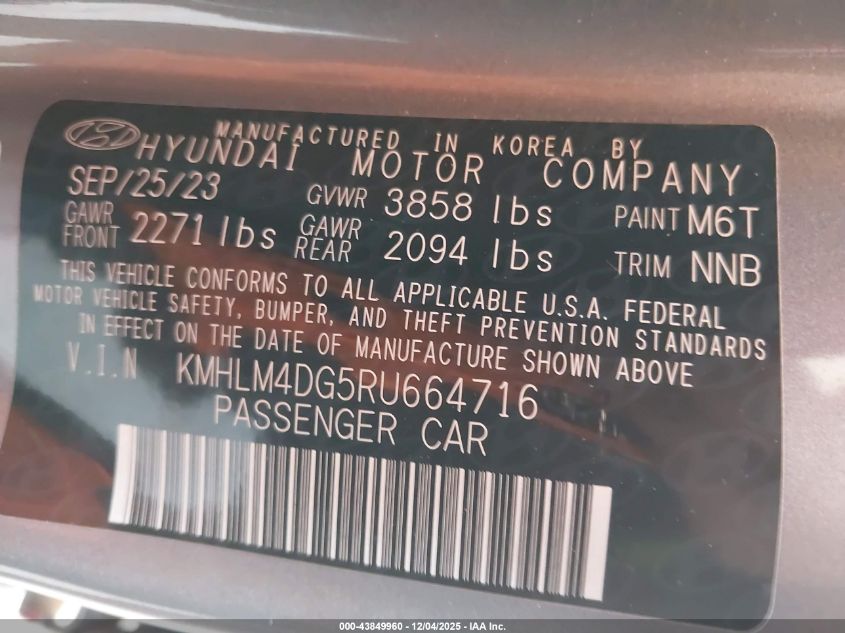 MANUFACTURED IN KOREA BY
HYUNDAI MOTOR COMPANY
SEP/25/23 GVWR 3858 lbs PAINT M6T
GAWR FRONT 2271 lbs GAWR REAR 2094 lbs TRIM NNB
THIS VEHICLE CONFORMS TO ALL APPLICABLE U.S.A. FEDERAL
MOTOR VEHICLE SAFETY, BUMPER, AND THEFT PREVENTION STANDARDS
IN EFFECT ON THE DATE OF MANUFACTURE SHOWN ABOVE
V.I.N KMHLM4DG5RU664716
PASSENGER CAR
000-43849960 - 12/04/2025 - IAA Inc.